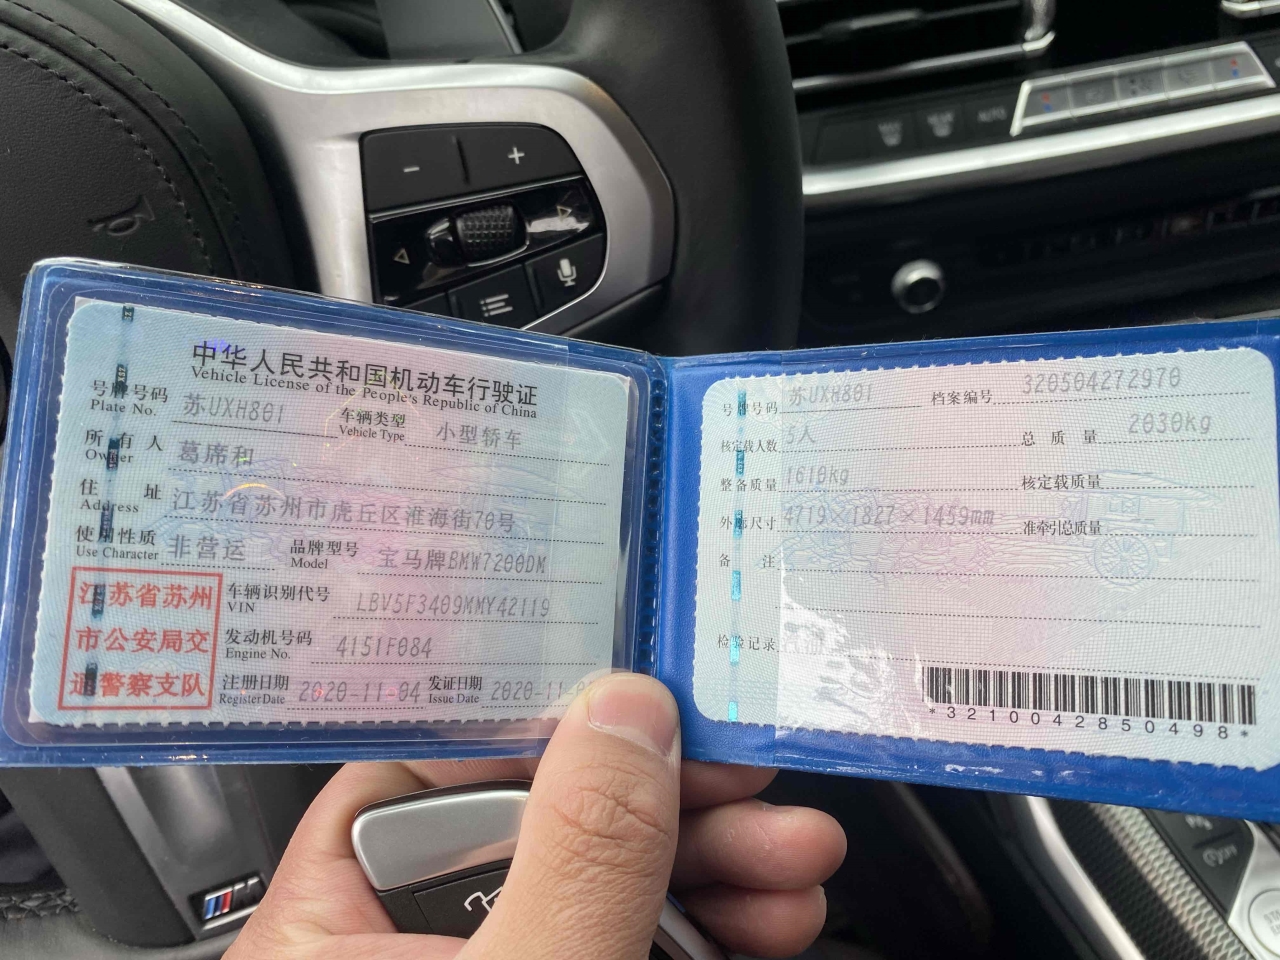 中华人民共和国机动车行驶证
Vehicle License of the People's Republic of China
号牌号码 苏UXH801 车辆类型 小型轿车
Plate No. Vehicle Type
所有人 葛席和
Owner
住址 江苏省苏州市虎丘区淮海街70号
Address
使用性质 非营运 品牌型号 宝马牌BMW7200DM
Use Character Model
江苏省苏州
市公安局交
通警察支队
车辆识别代号 LBV5F3409MMY42119
VIN
发动机号码 4151F084
Engine No.
注册日期 2020-11-04 发证日期 2020-11-
Register Date Issue Date
号牌号码 苏UXH801 档案编号 320504272970
核定载人数 5人 总质量 2030kg
整备质量 1610kg 核定载质量
外廓尺寸 4719×1827×1459mm 准牵引总质量
备注
检验记录
*3210042850498*
AUTO